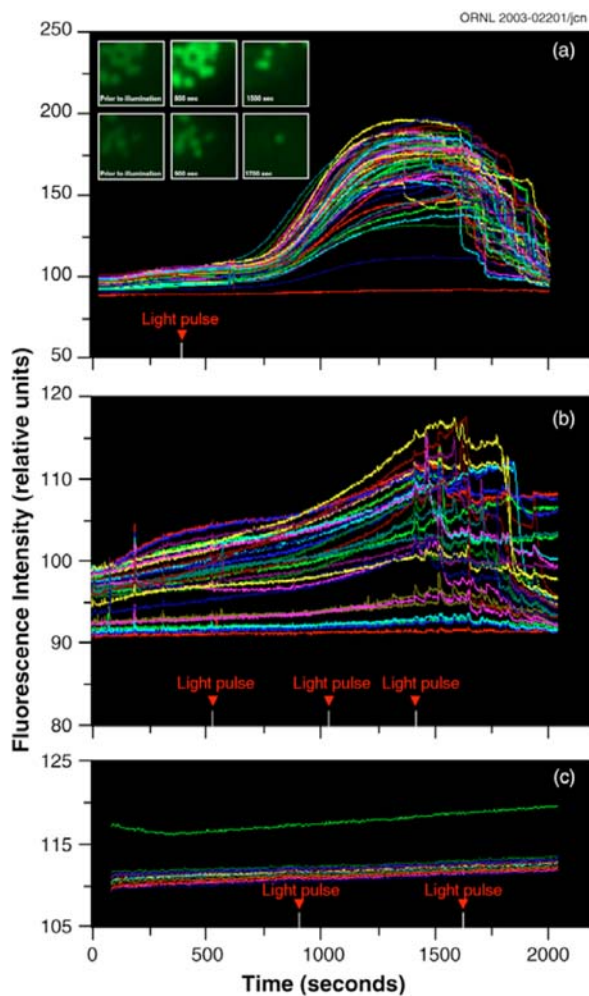 ORNL 2003-02201/jcn
250
200
150
100
50
(a)
Prior to illumination
800 sec
1500 sec
Prior to illumination
900 sec
1700 sec
Light pulse
Fluorescence Intensity (relative units)
120
110
100
90
80
(b)
Light pulse
Light pulse
Light pulse
125
115
105
(c)
Light pulse
Light pulse
0
500
1000
1500
2000
Time (seconds)